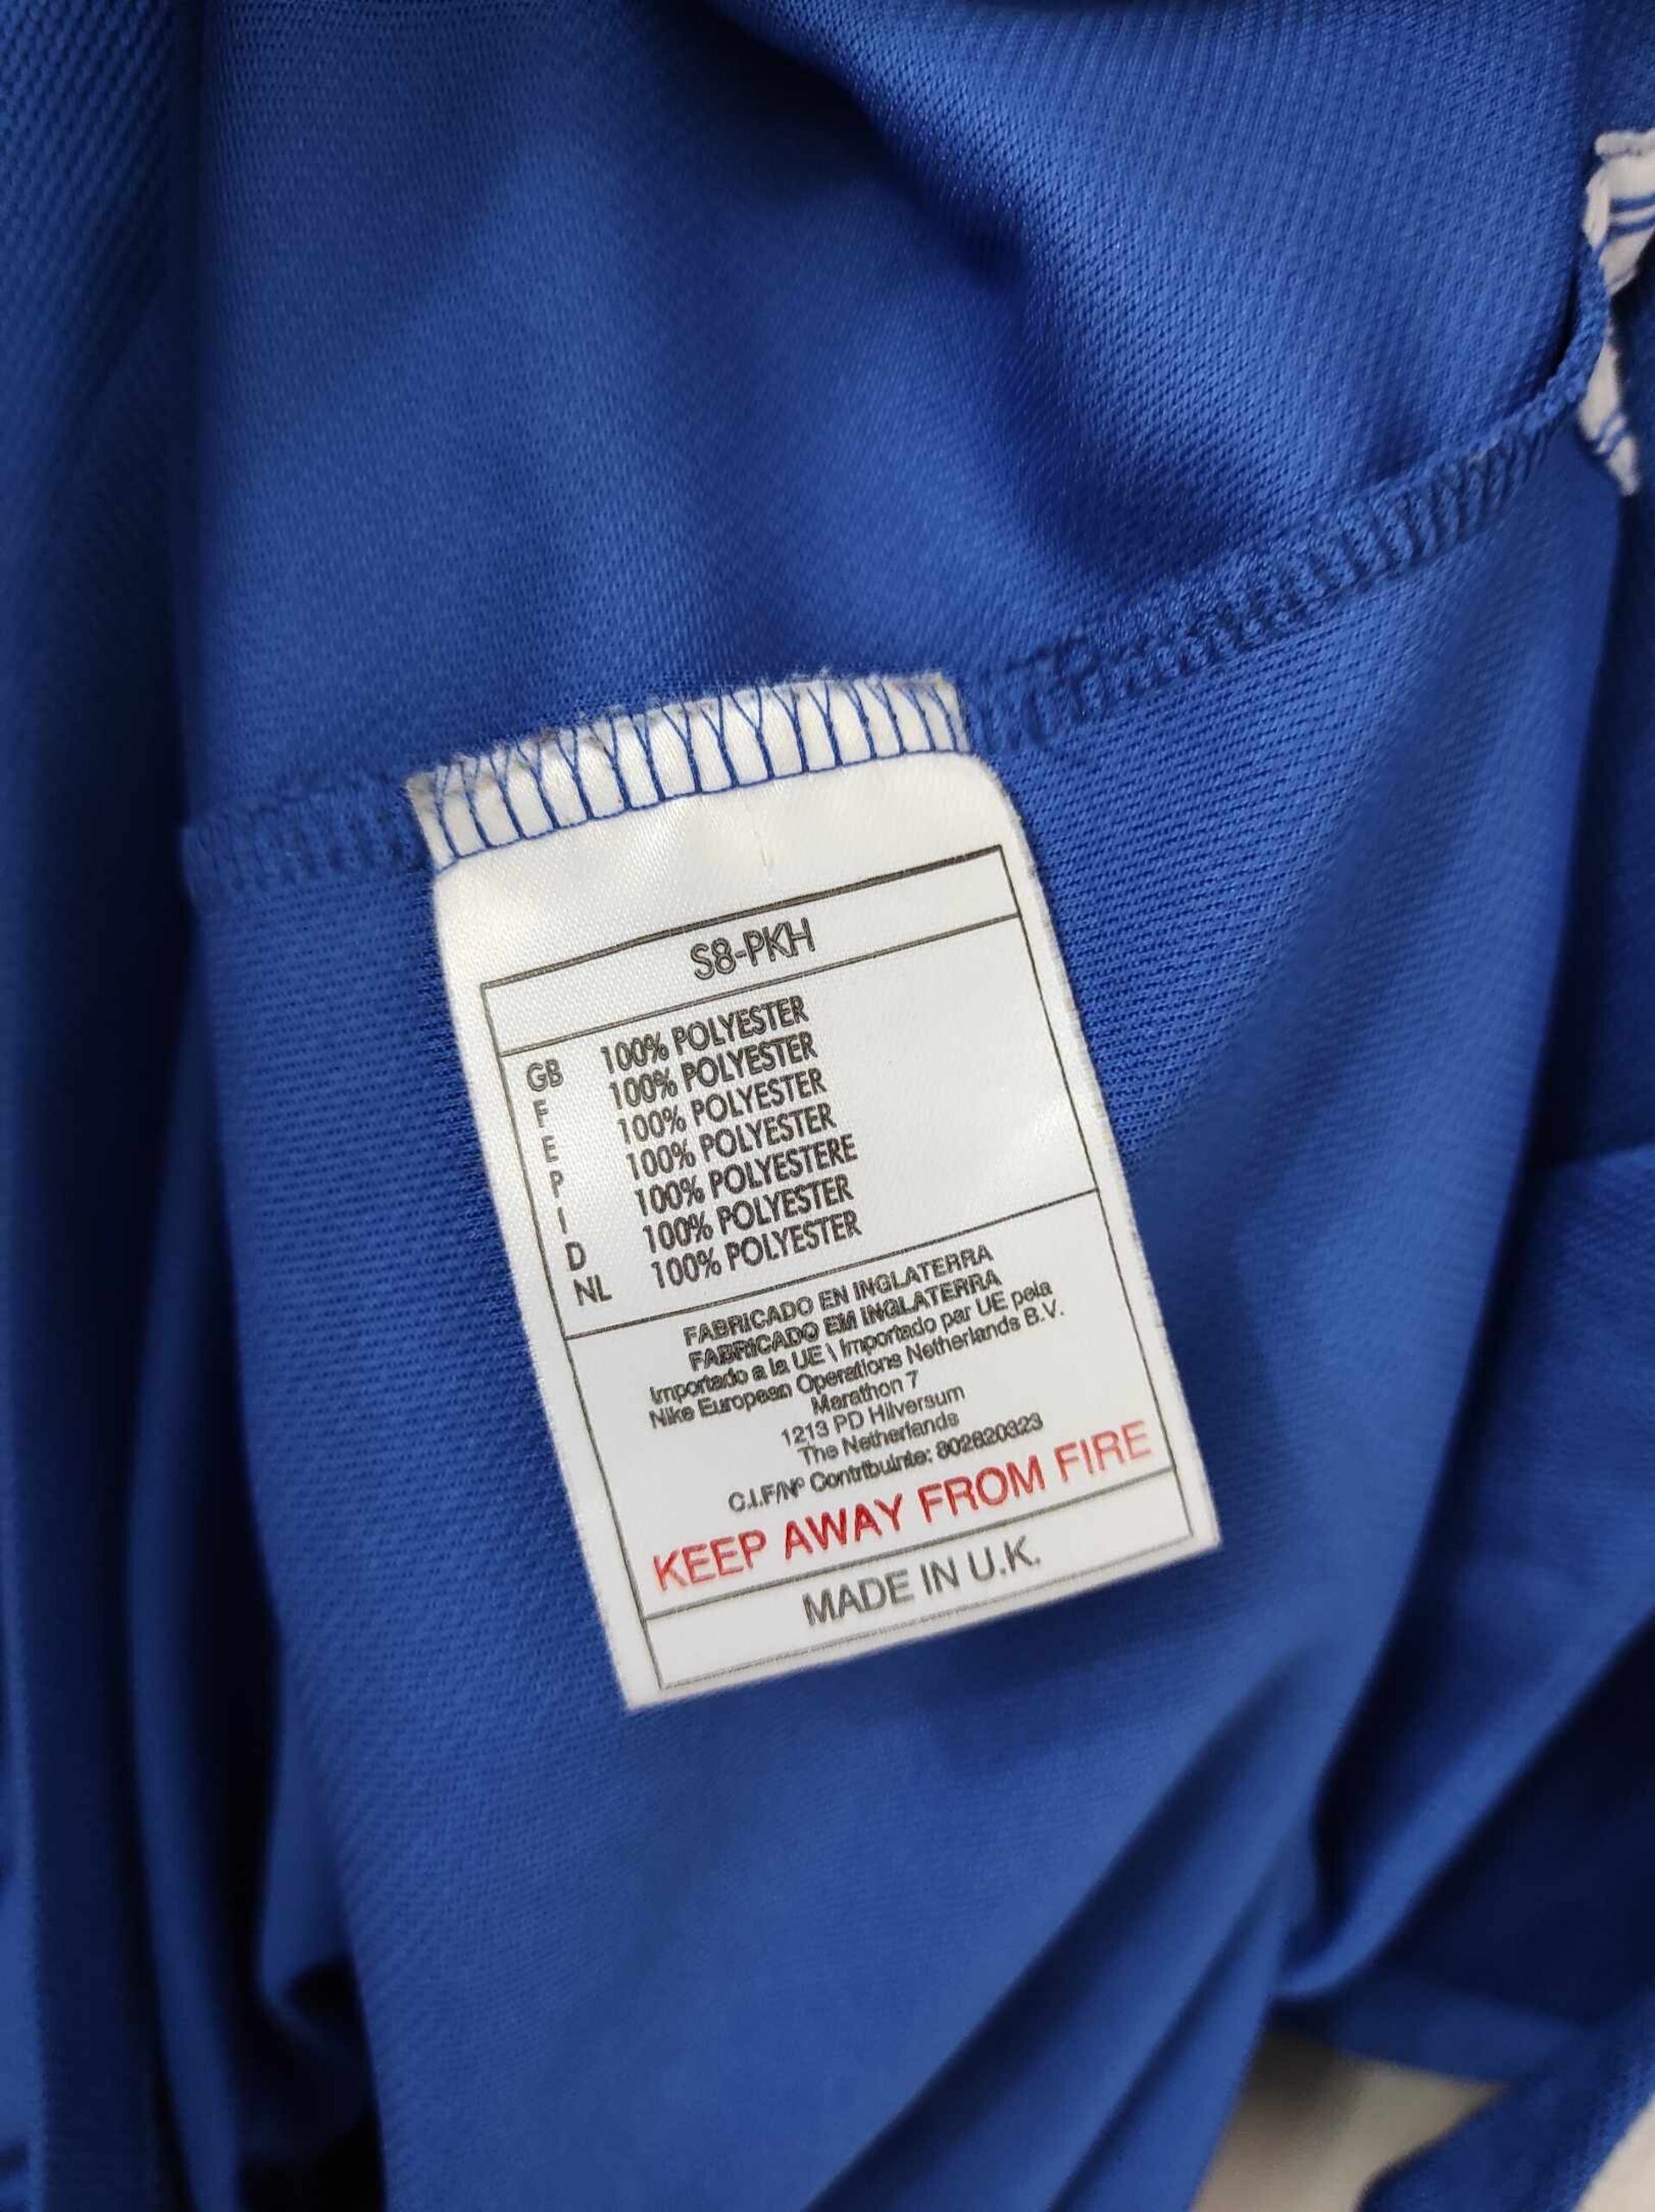 S8-PKH
GB 100% POLYESTER
F 100% POLYESTER
E 100% POLYESTER
P 100% POLYESTER
I 100% POLYESTERE
D 100% POLYESTER
NL 100% POLYESTER
FABRICADO EN INGLATERRA
FABRICADO EM INGLATERRA
Importado a la UE \ Importado par UE pela
Nike European Operations Netherlands B.V.
Marathon 7
1213 PD Hilversum
The Netherlands
C.I.F/Nº Contribuinte: 802820323
KEEP AWAY FROM FIRE
MADE IN U.K.